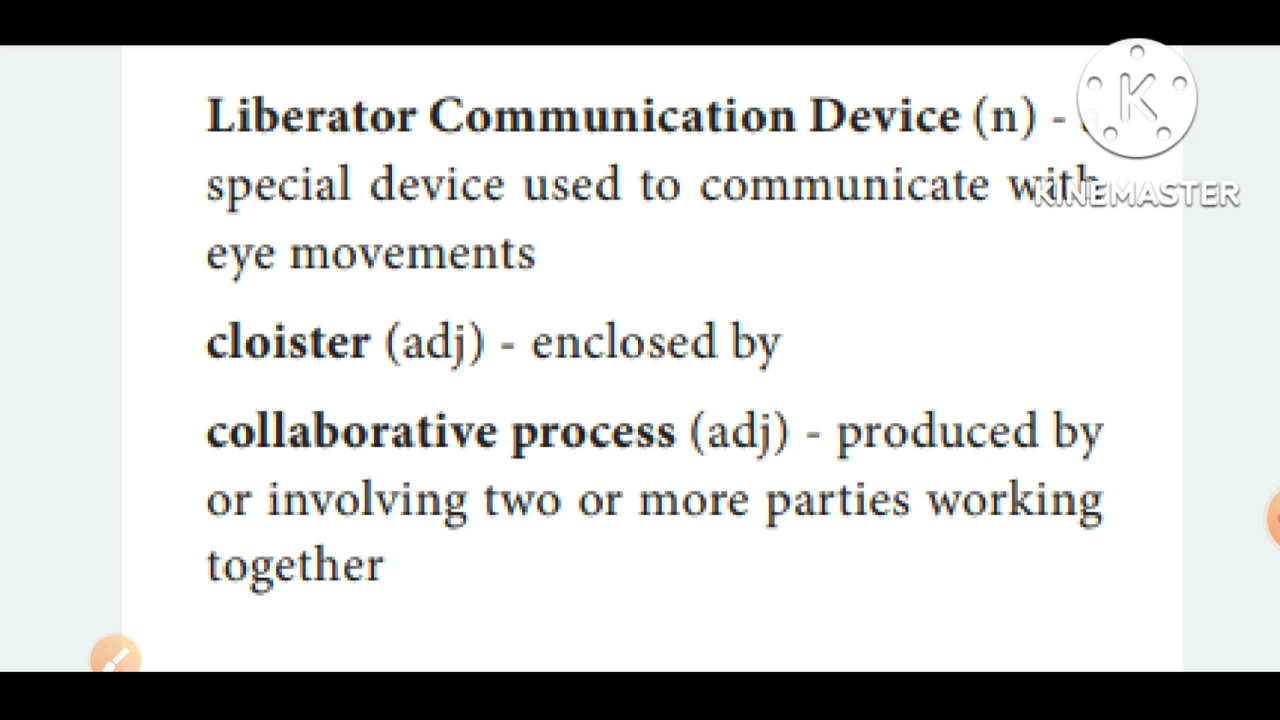 Liberator Communication Device (n) - a
special device used to communicate with
eye movements
cloister (adj) - enclosed by
collaborative process (adj) - produced by
or involving two or more parties working
together
K
KINEMASTER